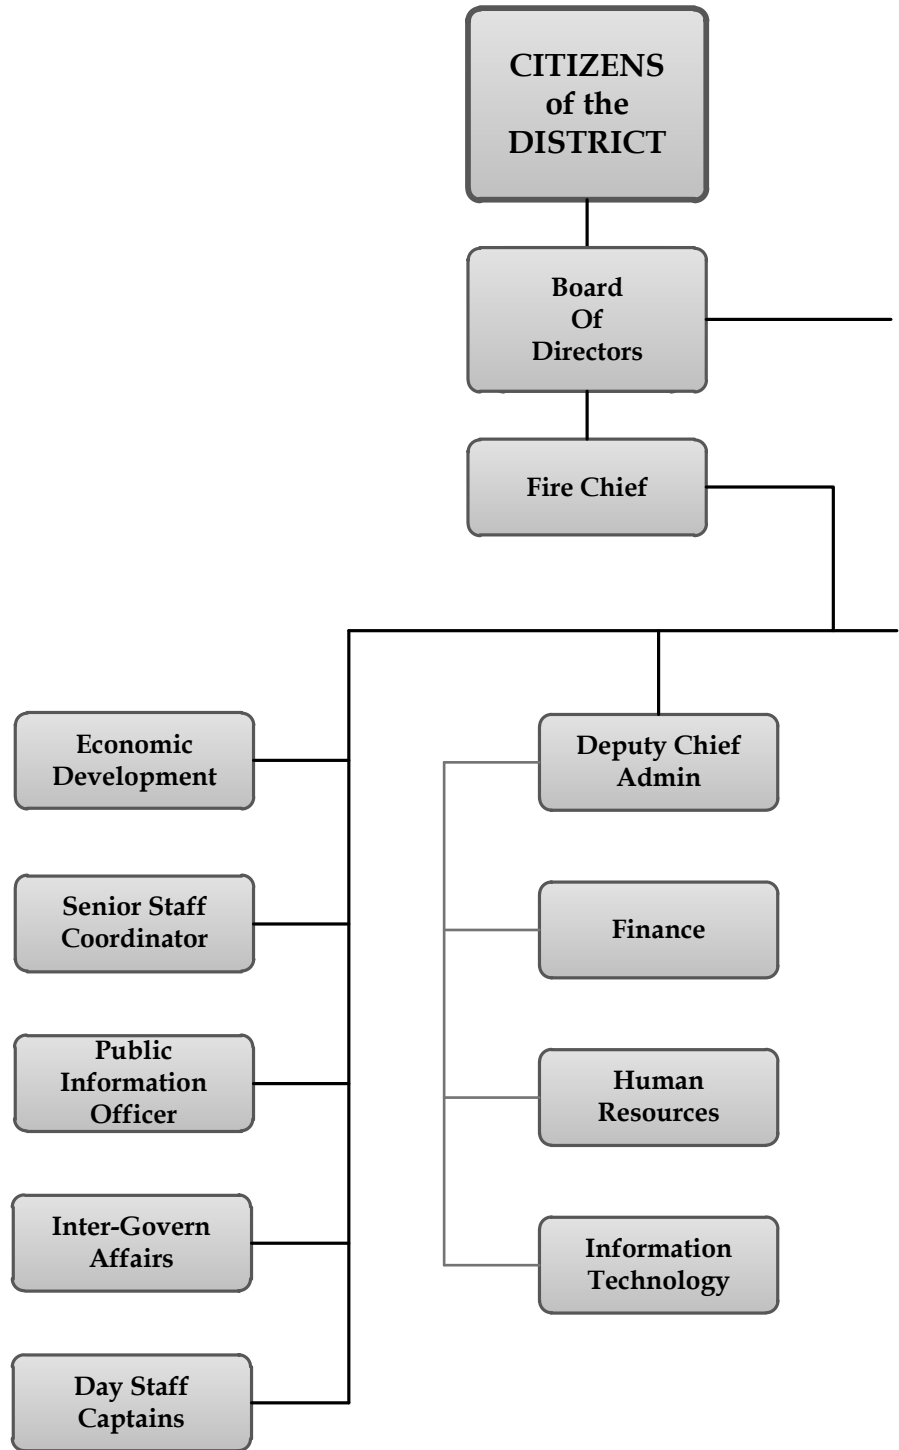 CITIZENS
of the
DISTRICT
Board
Of
Directors
Fire Chief
Economic
Development
Senior Staff
Coordinator
Public
Information
Officer
Inter-Govern
Affairs
Day Staff
Captains
Deputy Chief
Admin
Finance
Human
Resources
Information
Technology